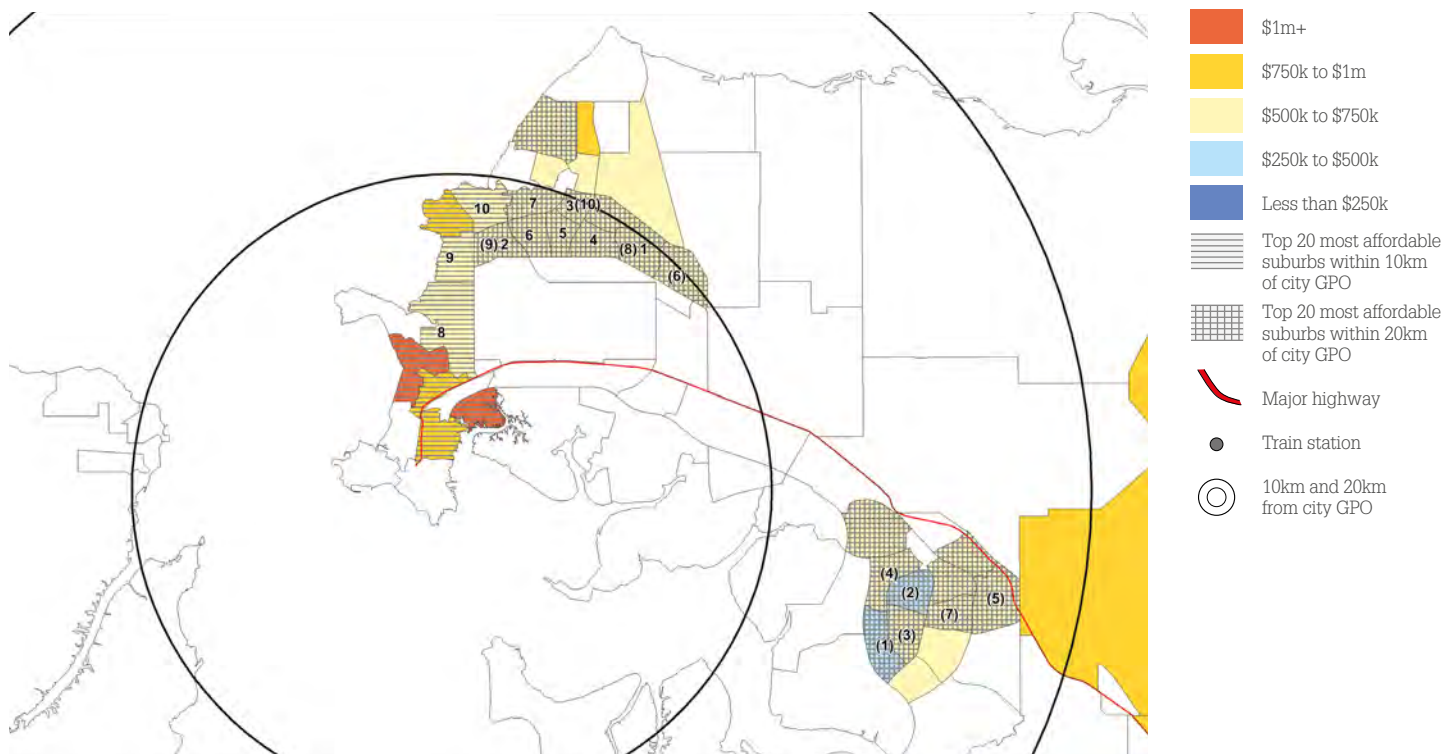 $1m+
$750k to $1m
$500k to $750k
$250k to $500k
Less than $250k
Top 20 most affordable
suburbs within 10km
of city GPO
Top 20 most affordable
suburbs within 20km
of city GPO
Major highway
Train station
10km and 20km
from city GPO
10
7
3(10)
(9) 2
6
5
4
(8) 1
9
(6)
8
(4)
(2)
(5)
(7)
(3)
(1)